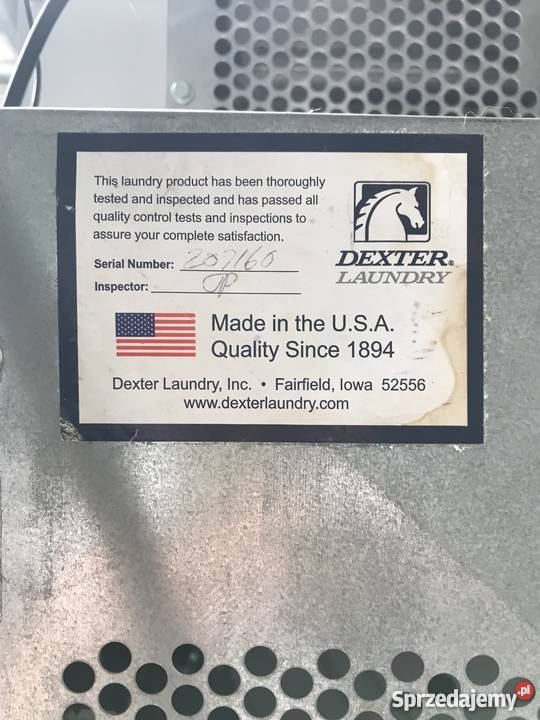 This laundry product has been thoroughly
tested and inspected and has passed all
quality control tests and inspections to
assure your complete satisfaction.
Serial Number: 207160
Inspector:
DEXTER®
LAUNDRY
Made in the U.S.A.
Quality Since 1894
Dexter Laundry, Inc. • Fairfield, Iowa 52556
www.dexterlaundry.com
Sprzedajemy.pl